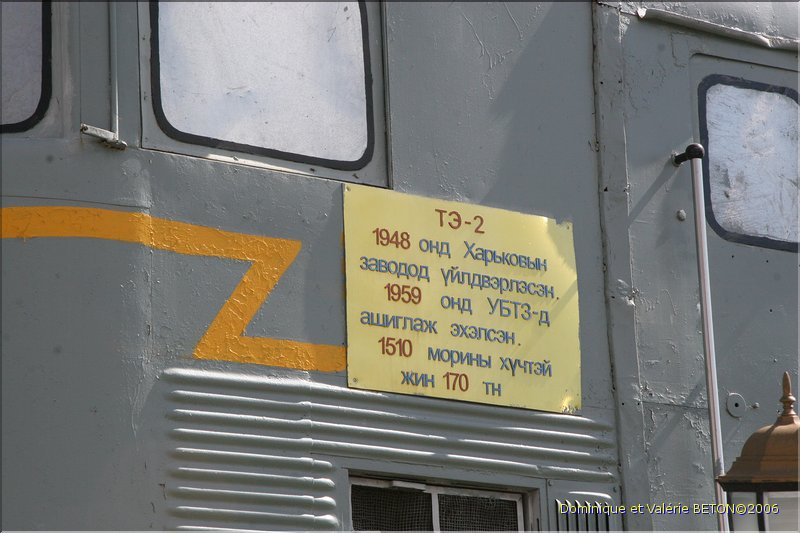 ТЭ-2
1948 онд Харьковын
заводод үйлдвэрлэсэн.
1959 онд УБТЗ-д
ашиглаж эхэлсэн.
1510 морины хүчтэй
жин 170 тн
Dominique et Valérie BETON©2006